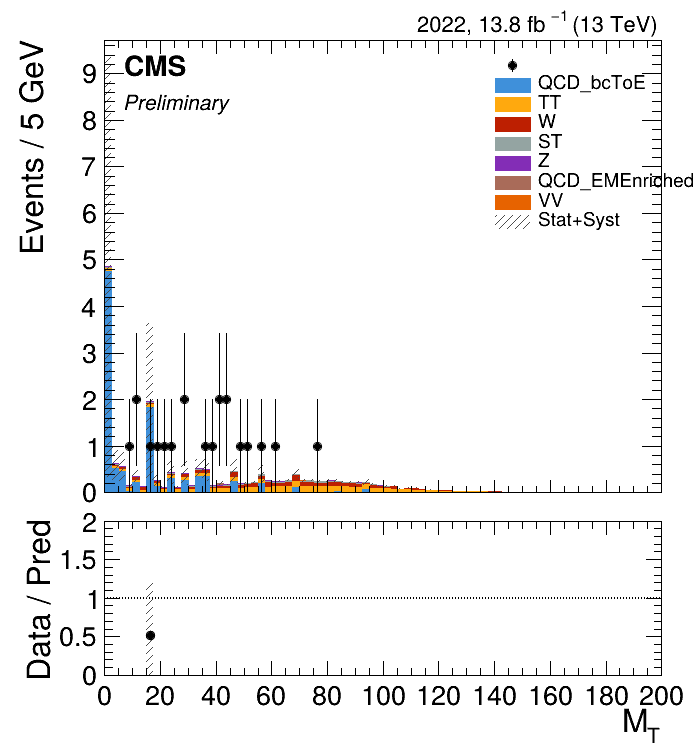 2022, 13.8 fb⁻¹ (13 TeV)
CMS
Preliminary
Events / 5 GeV
9
8
7
6
5
4
3
2
1
0
QCD_bcToE
TT
W
ST
Z
QCD_EMEnriched
VV
Stat+Syst
Data / Pred
2
1.5
1
0.5
0
0 20 40 60 80 100 120 140 160 180 200
M_T